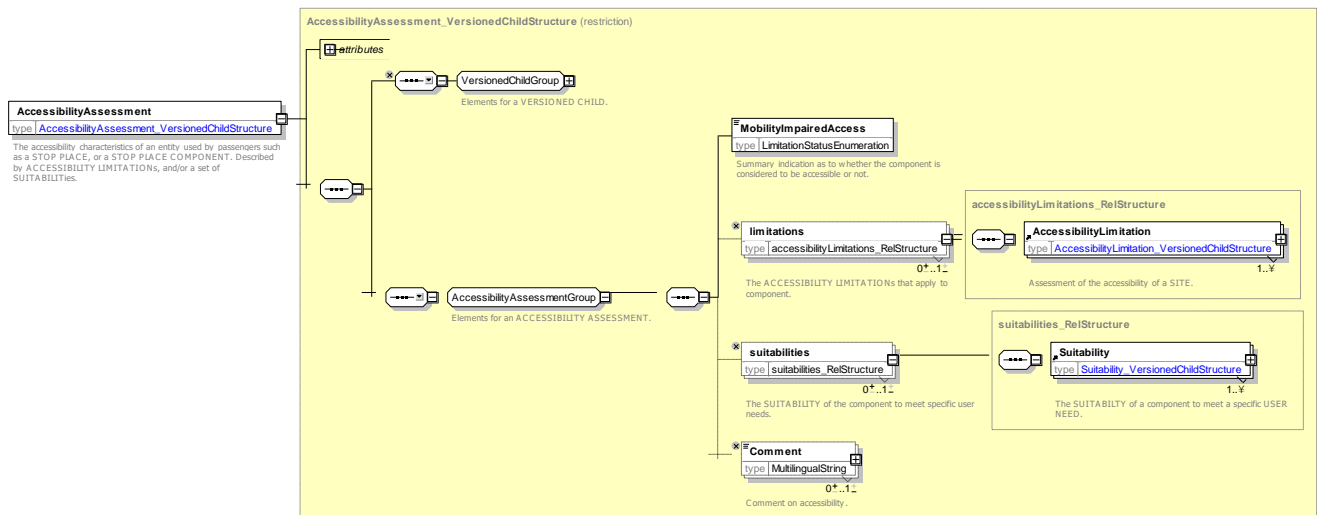 AccessibilityAssessment_VersionedChildStructure (restriction)
attributes
VersionedChildGroup
Elements for a VERSIONED CHILD.
AccessibilityAssessment
type AccessibilityAssessment_VersionedChildStructure
The accessibility characteristics of an entity used by passengers such
as a STOP PLACE, or a STOP PLACE COMPONENT. Described
by ACCESSIBILITY LIMITATIONs, and/or a set of
SUITABILITies.
MobilityImpairedAccess
type LimitationStatusEnumeration
Summary indication as to whether the component is
considered to be accessible or not.
limitations
type accessibilityLimitations_RelStructure
0..1
The ACCESSIBILITY LIMITATIONs that apply to
component.
accessibilityLimitations_RelStructure
AccessibilityLimitation
type AccessibilityLimitation_VersionedChildStructure
1..¥
Assessment of the accessibility of a SITE.
AccessibilityAssessmentGroup
Elements for an ACCESSIBILITY ASSESSMENT.
suitabilities
type suitabilities_RelStructure
0..1
The SUITABILITY of the component to meet specific user
needs.
suitabilities_RelStructure
Suitability
type Suitability_VersionedChildStructure
1..¥
The SUITABILTY of a component to meet a specific USER
NEED.
Comment
type MultilingualString
0..1
Comment on accessibility.